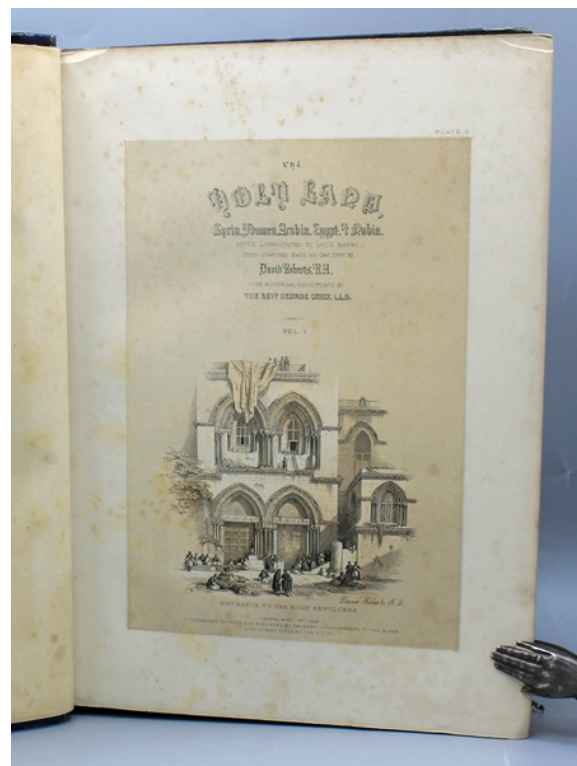 PLATE
The
HOLY LAND,
Syria, Idumea, Arabia, Egypt, & Nubia.
AFTER LITHOGRAPHS BY LOUIS HAGHE
FROM DRAWINGS MADE ON THE SPOT BY
David Roberts, R.A.
WITH HISTORICAL DESCRIPTIONS BY
THE REVD GEORGE CROLY, LL.D.
VOL. I
David Roberts R.A.
ENTRANCE TO THE HOLY SEPULCHRE